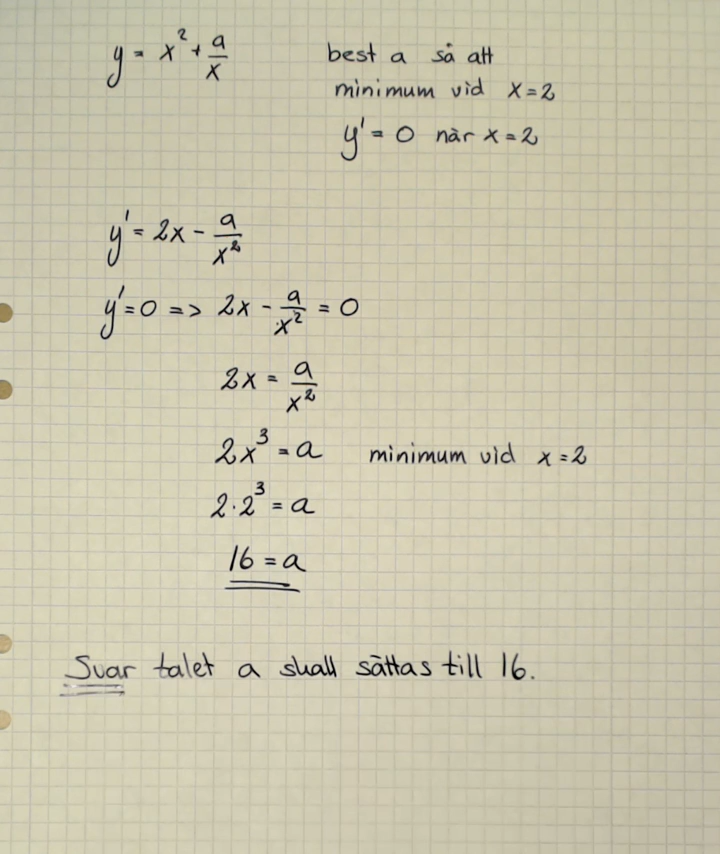 y = x² + a/x
best a så att
minimum vid x = 2
y' = 0 när x = 2
y' = 2x - a/x²
y' = 0 => 2x - a/x² = 0
2x = a/x²
2x³ = a minimum vid x = 2
2·2³ = a
16 = a
Svar talet a skall sättas till 16.